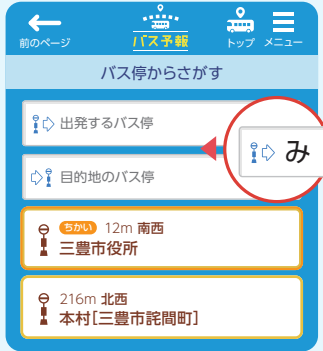 前のページ
バス予報
トップ
メニュー
バス停からさがす
出発するバス停
み
目的地のバス停
ちかい 12m 南西
三豊市役所
216m 北西
本村[三豊市詫間町]